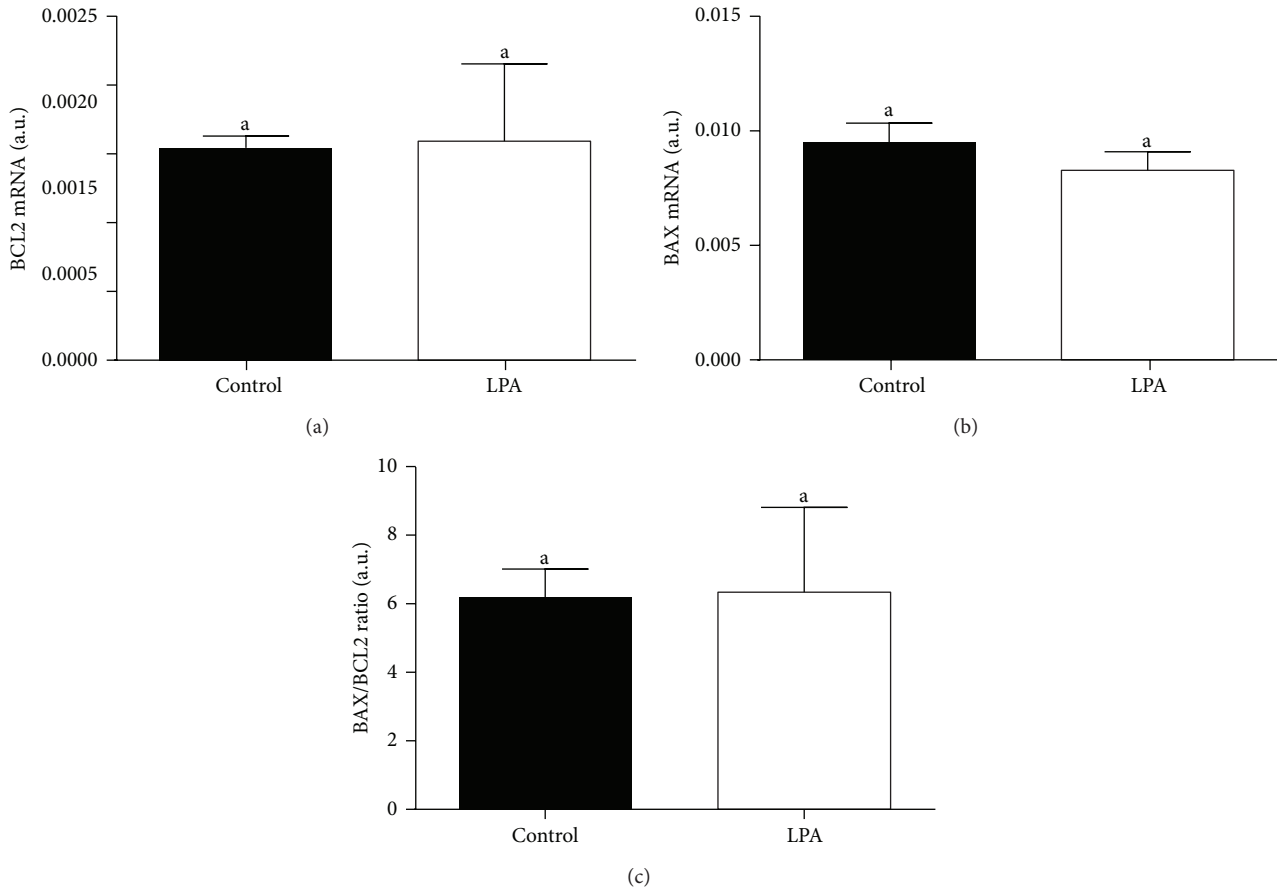 0.0025
0.0020
0.0015
0.0005
0.0000
BCL2 mRNA (a.u.)
a
a
Control
LPA
(a)
0.015
0.010
0.005
0.000
BAX mRNA (a.u.)
a
a
Control
LPA
(b)
10
8
6
4
2
0
BAX/BCL2 ratio (a.u.)
a
a
Control
LPA
(c)